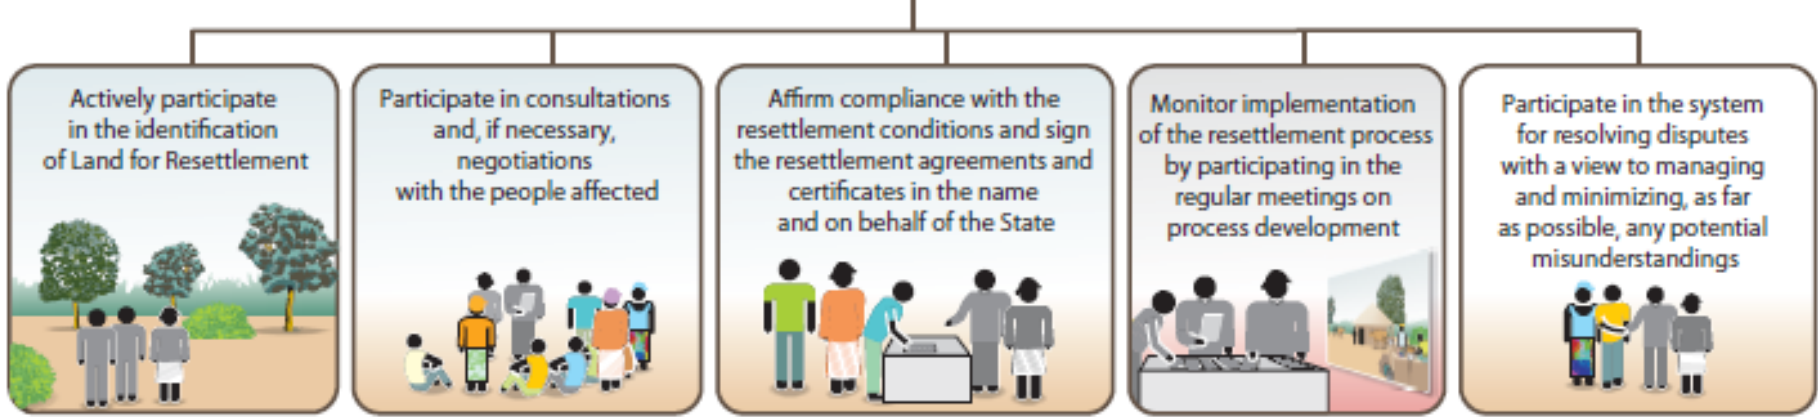 Actively participate
in the identification
of Land for Resettlement
Participate in consultations
and, if necessary,
negotiations
with the people affected
Affirm compliance with the
resettlement conditions and sign
the resettlement agreements and
certificates in the name
and on behalf of the State
Monitor implementation
of the resettlement process
by participating in the
regular meetings on
process development
Participate in the system
for resolving disputes
with a view to managing
and minimizing, as far
as possible, any potential
misunderstandings